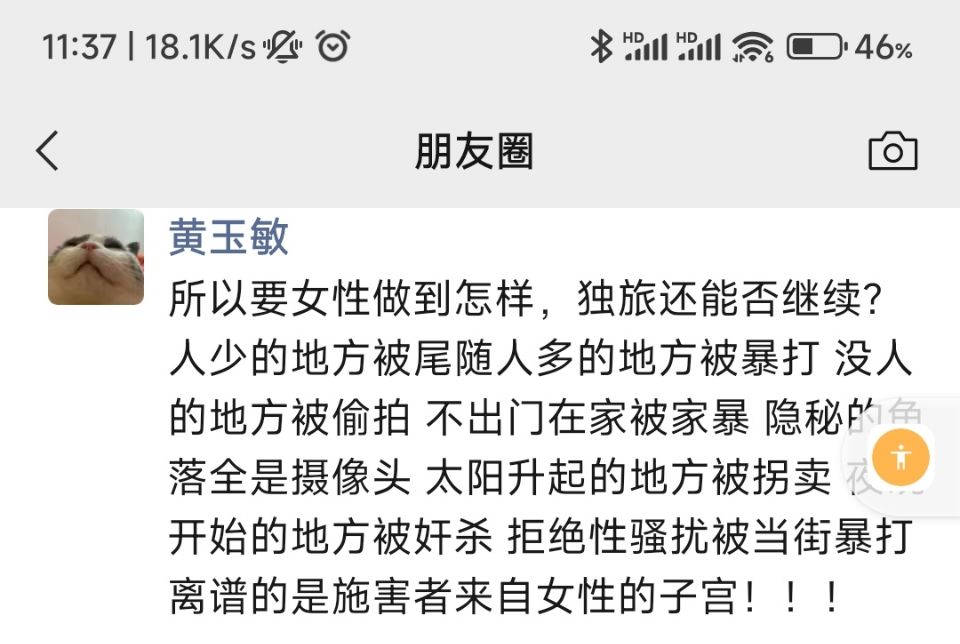 11:37 | 18.1K/s HD HD 6 46%
朋友圈
黄玉敏
所以要女性做到怎样，独旅还能否继续？
人少的地方被尾随人多的地方被暴打 没人
的地方被偷拍 不出门在家被家暴 隐秘的角
落全是摄像头 太阳升起的地方被拐卖 夜
开始的地方被奸杀 拒绝性骚扰被当街暴打
离谱的是施害者来自女性的子宫！！！